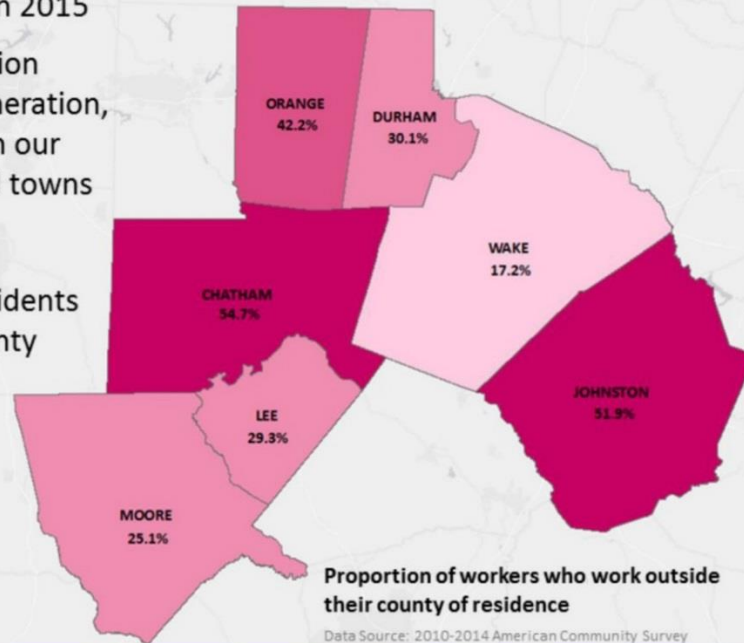 n 2015
ion
neration,
n our
towns
idents
nty
ORANGE
42.2%
DURHAM
30.1%
WAKE
17.2%
CHATHAM
54.7%
JOHNSTON
51.9%
LEE
29.3%
MOORE
25.1%
Proportion of workers who work outside
their county of residence
Data Source: 2010-2014 American Community Survey